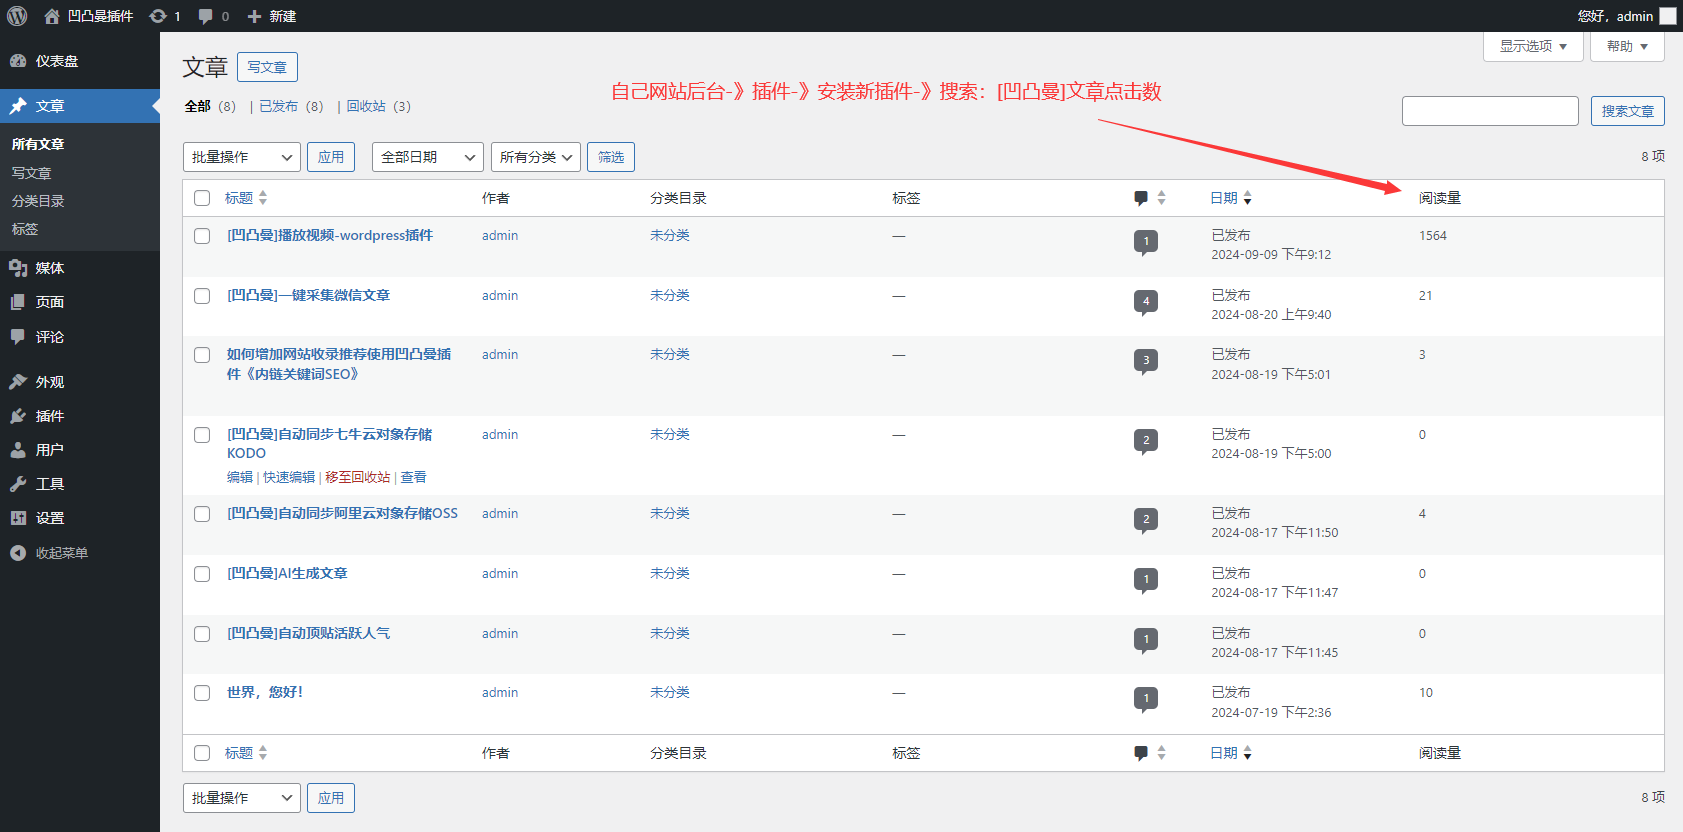 凹凸曼插件 1 0 新建 您好，admin
仪表盘
文章
所有文章
写文章
分类目录
标签
媒体
页面
评论
外观
插件
用户
工具
设置
收起菜单
显示选项 帮助
文章 写文章
自己网站后台-》插件-》安装新插件-》搜索：[凹凸曼]文章点击数
全部（8） | 已发布（8） | 回收站（3）
搜索文章
批量操作 应用 全部日期 所有分类 筛选 8 项
标题 作者 分类目录 标签 日期 阅读量
[凹凸曼]播放视频-wordpress插件 admin 未分类 — 1 已发布 1564
2024-09-09 下午9:12
[凹凸曼]一键采集微信文章 admin 未分类 — 4 已发布 21
2024-08-20 上午9:40
如何增加网站收录推荐使用凹凸曼插 admin 未分类 — 3 已发布 3
件《内链关键词SEO》 2024-08-19 下午5:01
[凹凸曼]自动同步七牛云对象存储 admin 未分类 — 2 已发布 0
KODO 2024-08-19 下午5:00
编辑 | 快速编辑 | 移至回收站 | 查看
[凹凸曼]自动同步阿里云对象存储OSS admin 未分类 — 2 已发布 4
2024-08-17 下午11:50
[凹凸曼]AI生成文章 admin 未分类 — 1 已发布 0
2024-08-17 下午11:47
[凹凸曼]自动顶贴活跃人气 admin 未分类 — 1 已发布 0
2024-08-17 下午11:45
世界，您好！ admin 未分类 — 1 已发布 10
2024-07-19 下午2:36
标题 作者 分类目录 标签 日期 阅读量
批量操作 应用 8 项